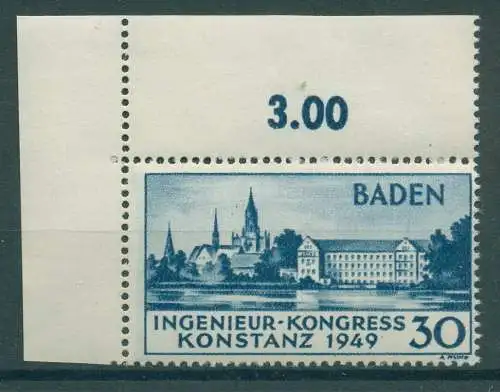 3.00
BADEN
INGENIEUR-KONGRESS
KONSTANZ 1949 30